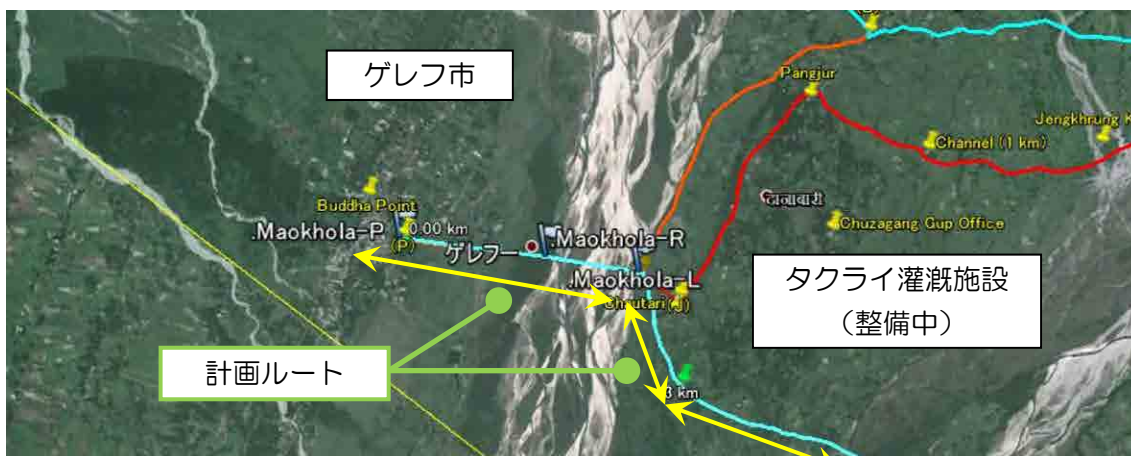 ゲレフ市
Pangjur
Jengkhrung K
Channel (1 km)
Buddha Point
टानाबारी
Chuzagang Gup Office
.Maokhola-P
0.00 km
(P)
ゲレフー
.Maokhola-R
.Maokhola-L
Chautari(J)
タクライ灌漑施設
（整備中）
計画ルート
3 km